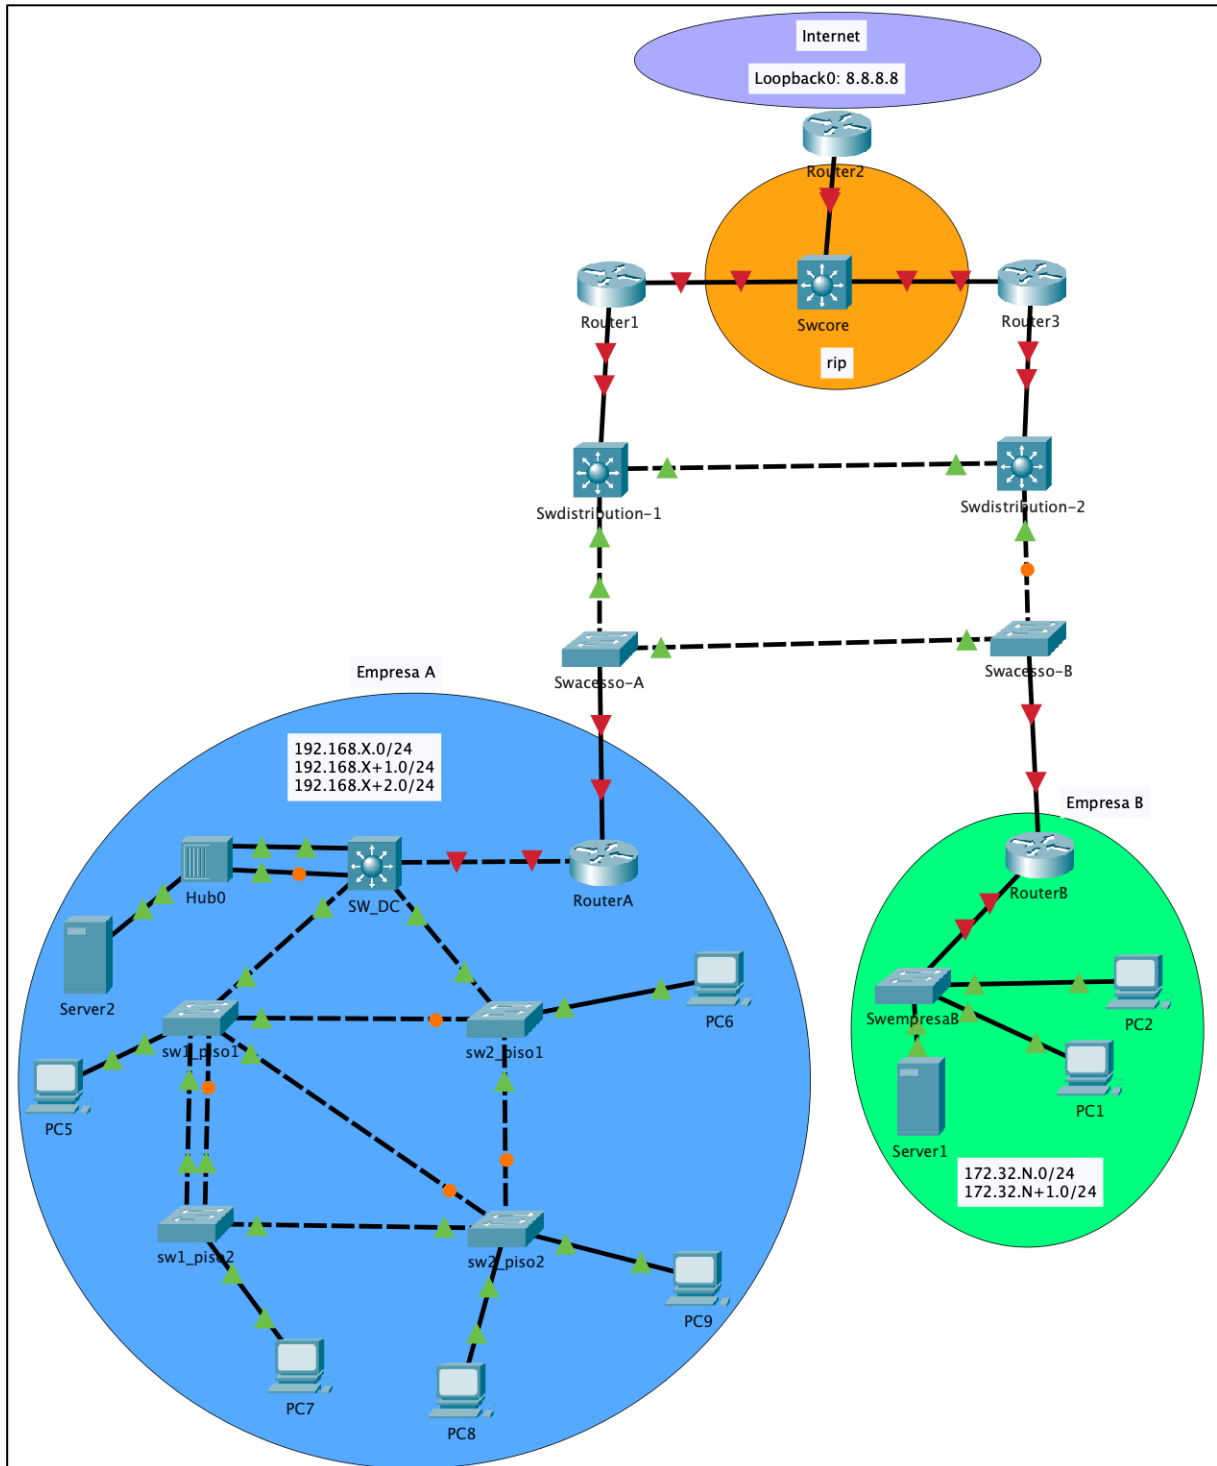 Internet
Loopback0: 8.8.8.8
Router2
Router1
Swcore
Router3
rip
Swdistribution-1
Swdistribution-2
Swacesso-A
Swacesso-B
Empresa A
192.168.X.0/24
192.168.X+1.0/24
192.168.X+2.0/24
Empresa B
Hub0
SW_DC
RouterA
RouterB
Server2
PC6
SwempresaB
PC2
sw1_piso1
sw2_piso1
PC5
PC1
Server1
172.32.N.0/24
172.32.N+1.0/24
sw1_piso2
sw2_piso2
PC9
PC7
PC8